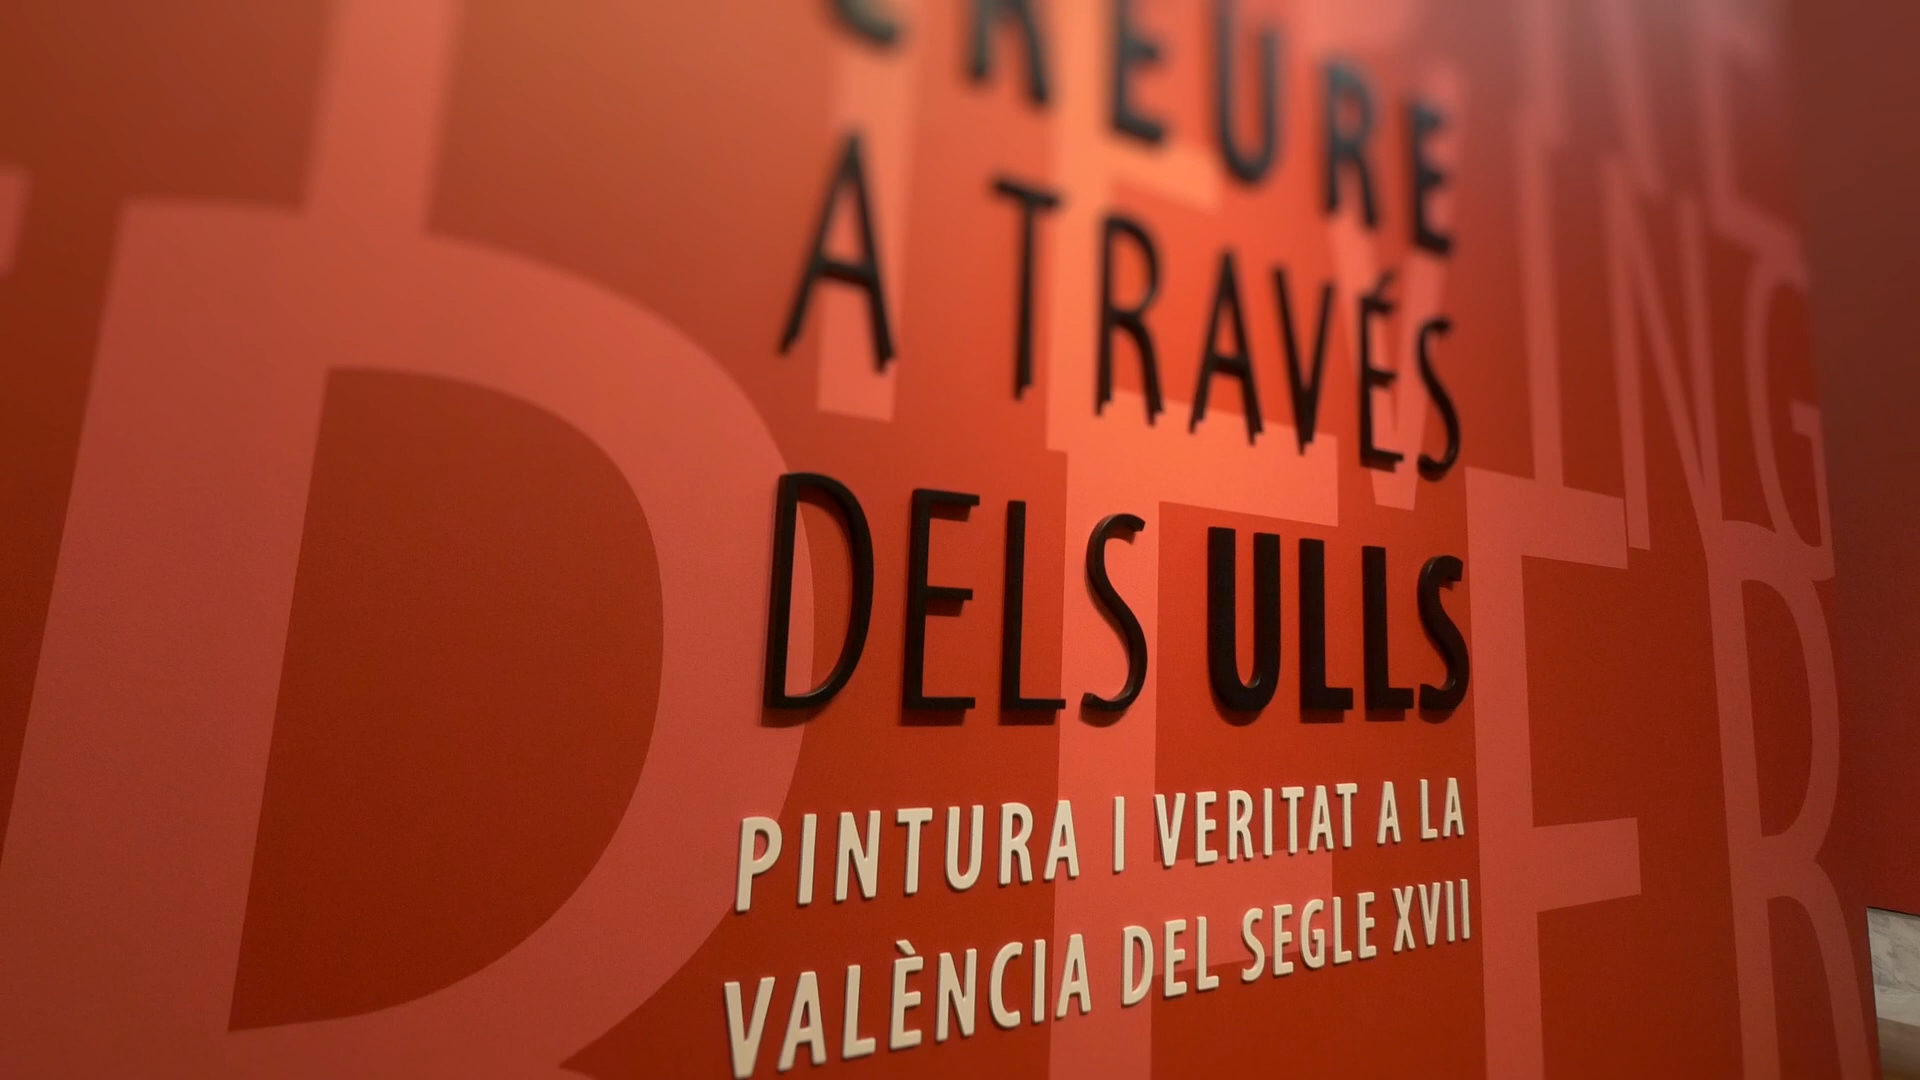 CREURE
A TRAVÉS
DELS ULLS
PINTURA I VERITAT A LA
VALÈNCIA DEL SEGLE XVII